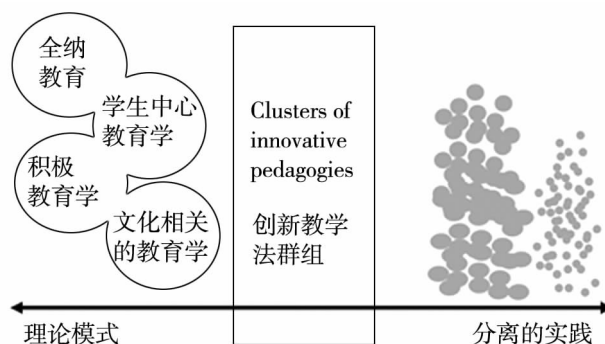 全纳
教育
学生中心
教育学
积极
教育学
文化相关
的教育学
Clusters of
innovative
pedagogies
创新教学
法群组
理论模式
分离的实践